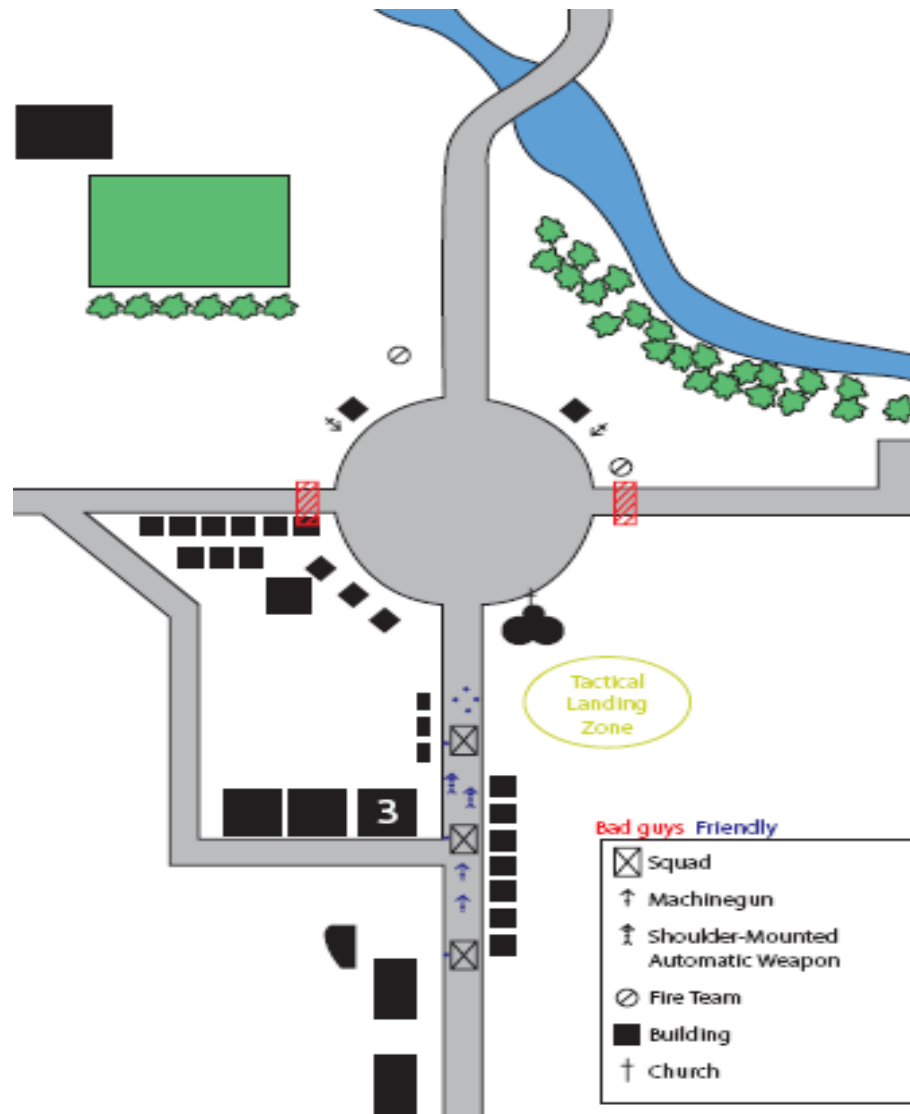 Tactical
Landing
Zone
3
Bad guys Friendly
Squad
Machinegun
Shoulder-Mounted
Automatic Weapon
Fire Team
Building
Church